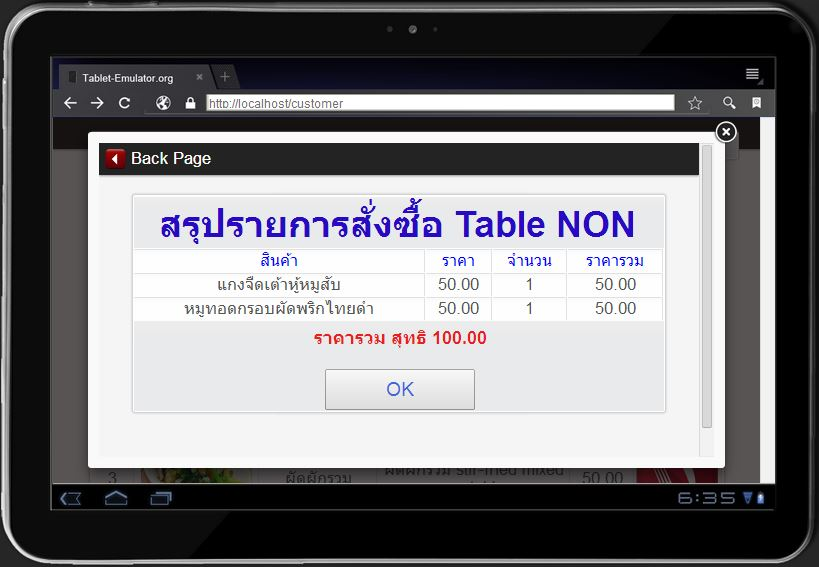 Tablet-Emulator.org
http://localhost/customer
Back Page
สรุปรายการสั่งซื้อ Table NON
สินค้า ราคา จำนวน ราคารวม
แกงจืดเต้าหู้หมูสับ 50.00 1 50.00
หมูทอดกรอบผัดพริกไทยดำ 50.00 1 50.00
ราคารวม สุทธิ 100.00
OK
3 ผัดผักรวม ผัดผักรวม stir-fried mixed 50.00
6:35